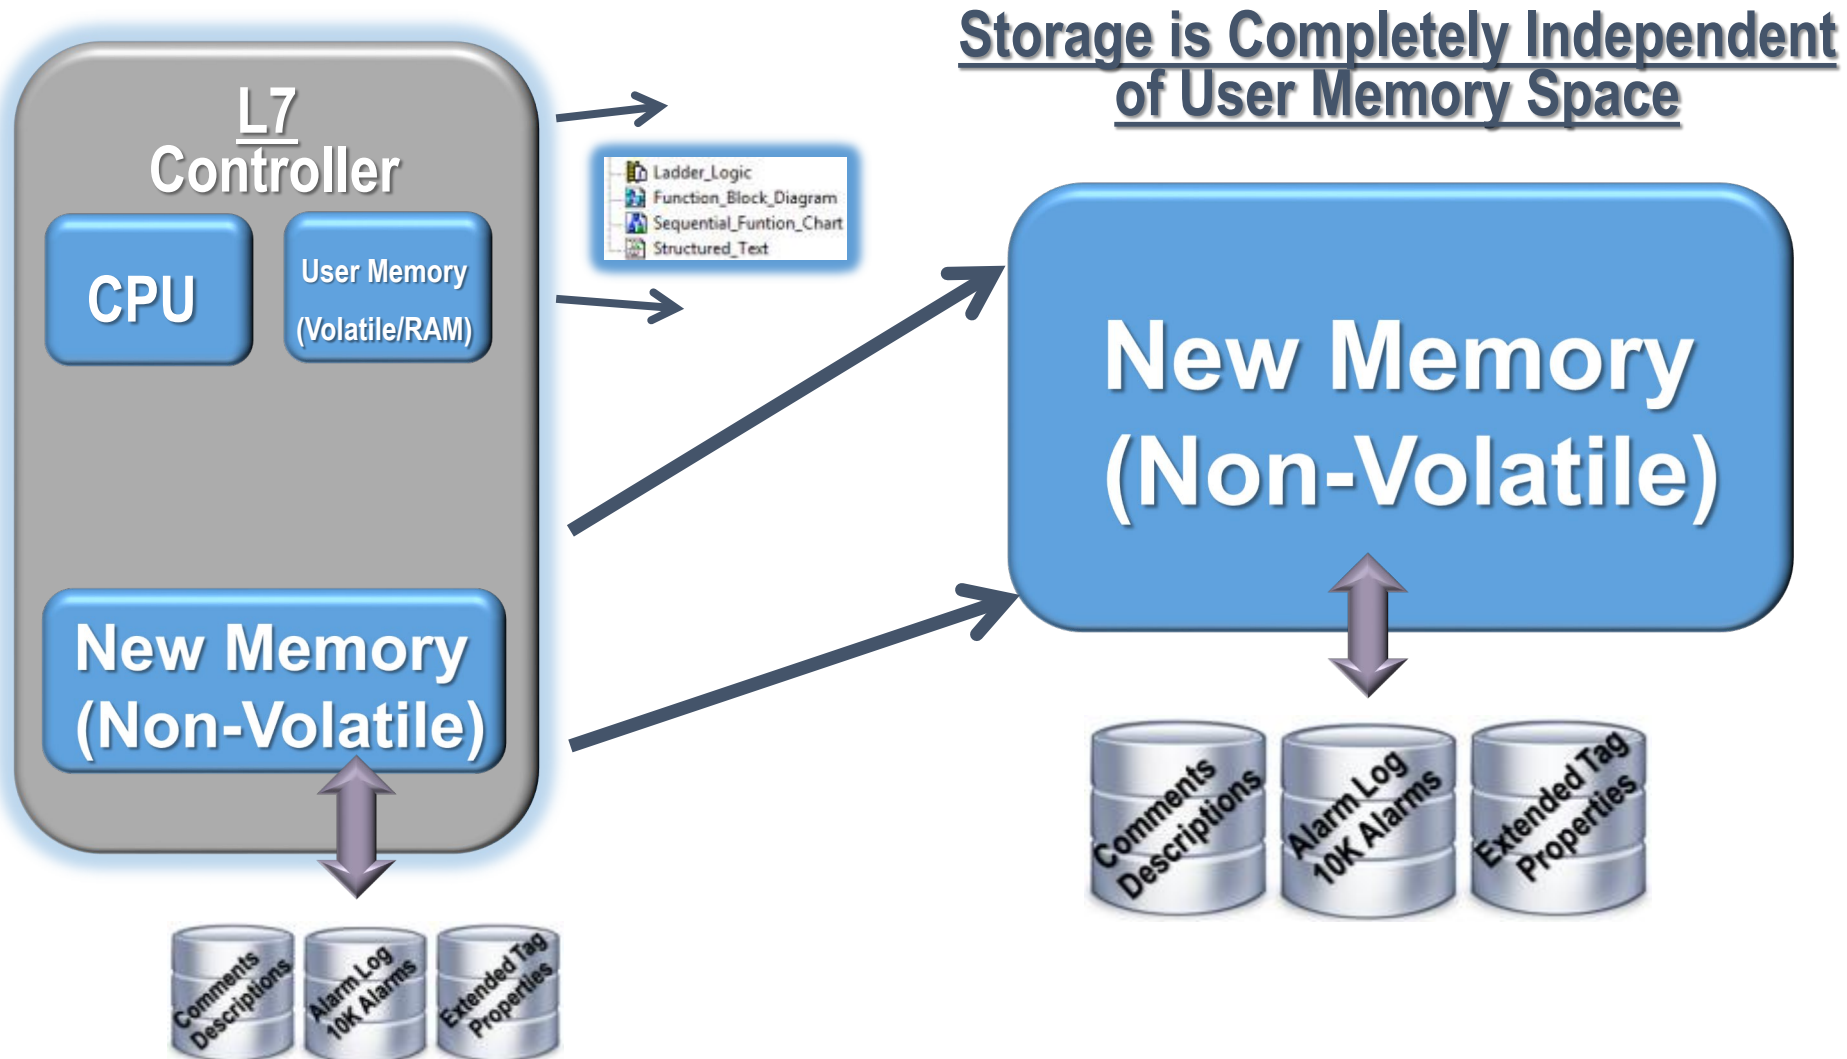 Storage is Completely Independent
of User Memory Space
L7
Controller
CPU
User Memory
(Volatile/RAM)
Ladder_Logic
Function_Block_Diagram
Sequential_Funtion_Chart
Structured_Text
New Memory
(Non-Volatile)
New Memory
(Non-Volatile)
Comments
Descriptions
Alarm Log
10K Alarms
Extended Tag
Properties
Comments
Descriptions
Alarm Log
10K Alarms
Extended Tag
Properties